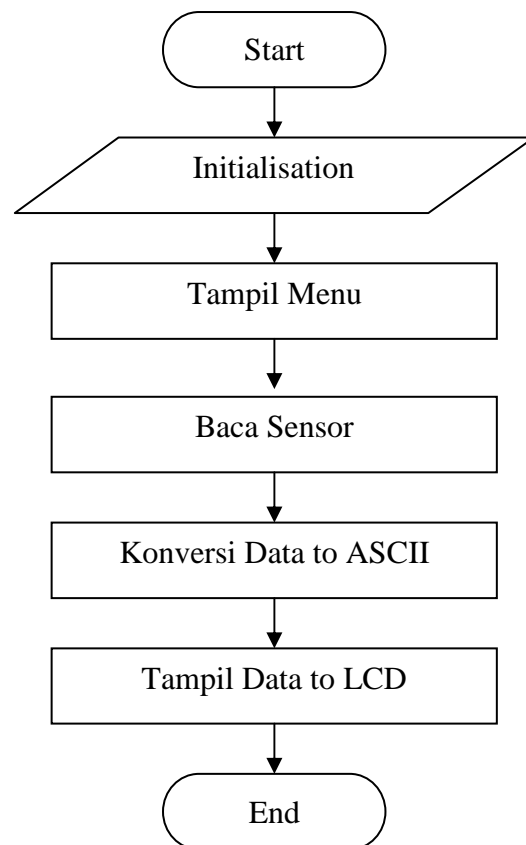 Start
Initialisation
Tampil Menu
Baca Sensor
Konversi Data to ASCII
Tampil Data to LCD
End